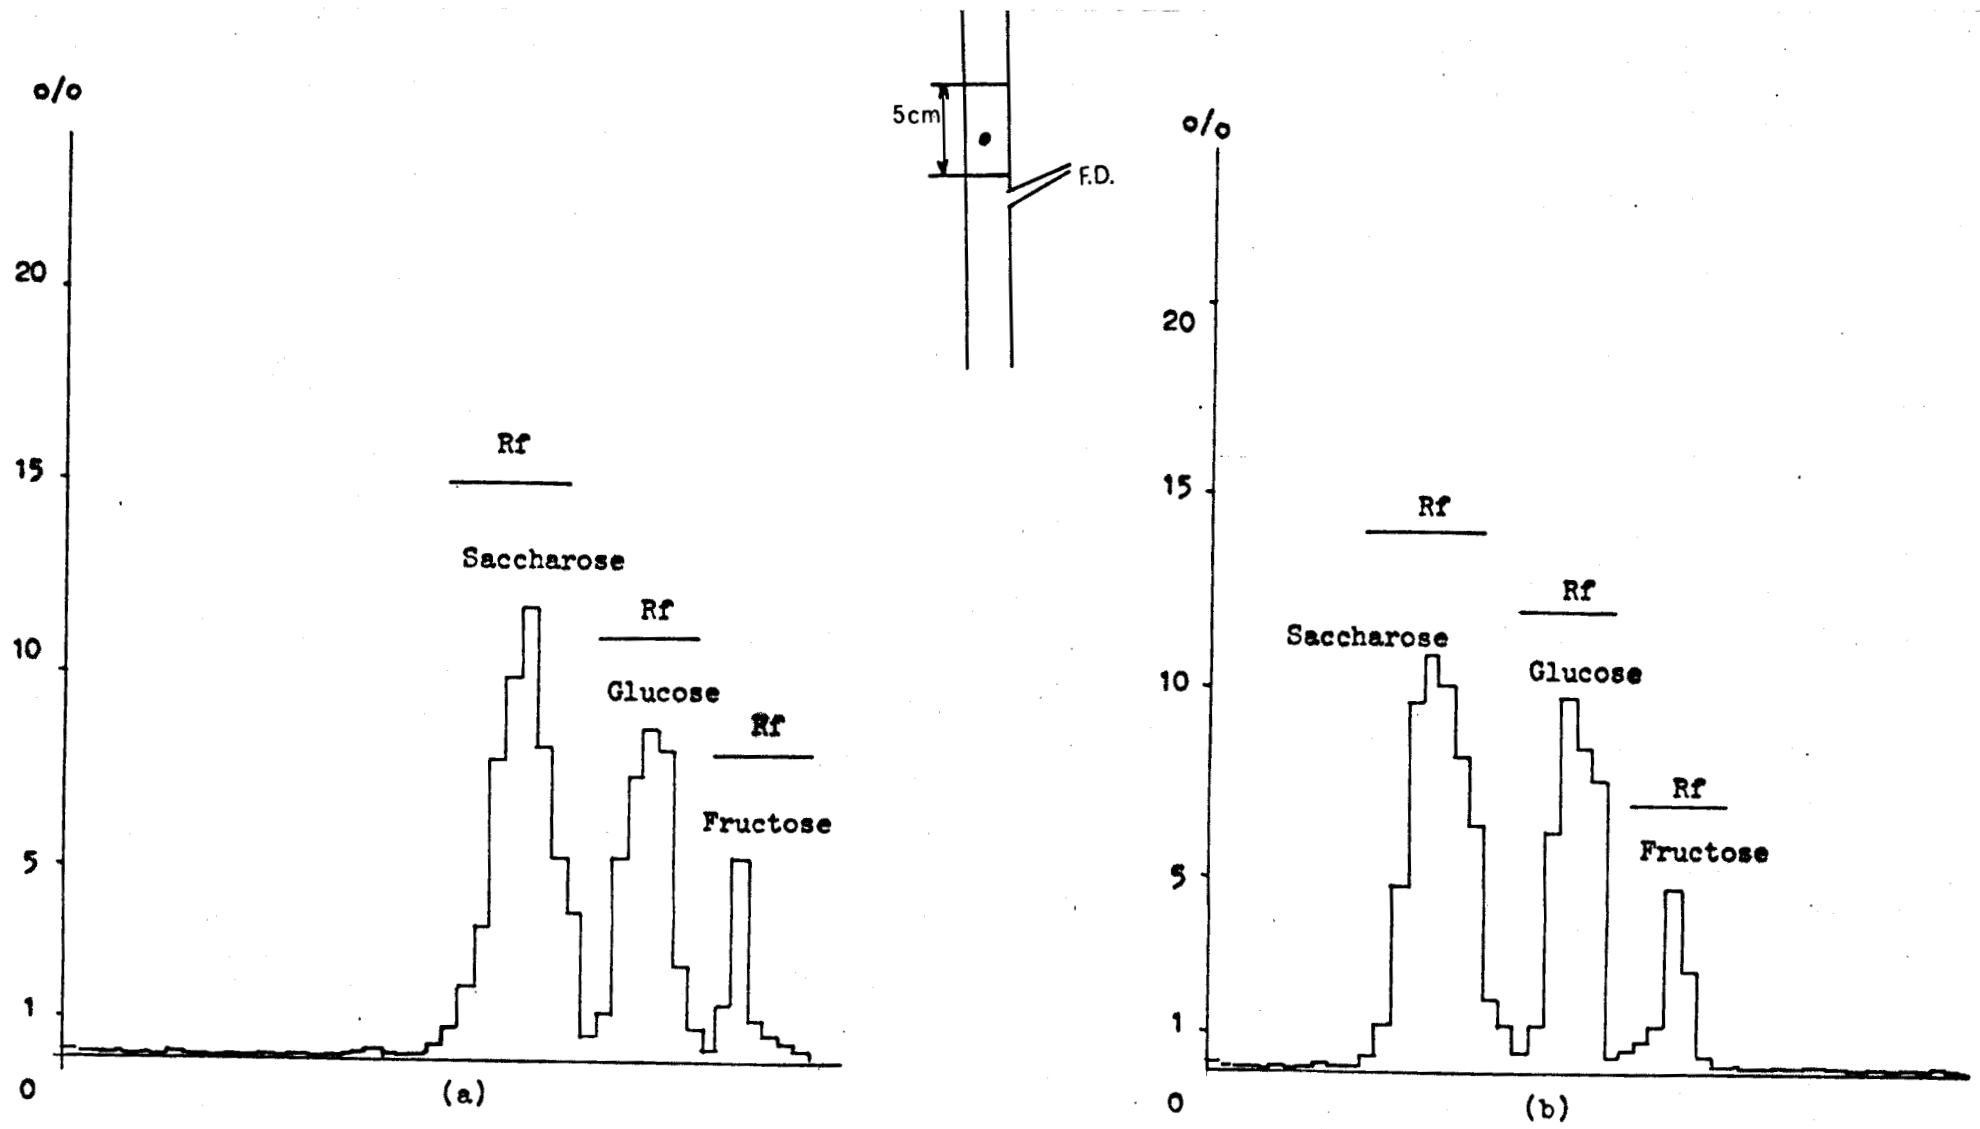 o/o
20
15
10
5
1
0
Rf
Saccharose
Rf
Glucose
Rf
Fructose
(a)
5cm
F.D.
o/o
20
15
10
5
1
0
Rf
Saccharose
Rf
Glucose
Rf
Fructose
(b)